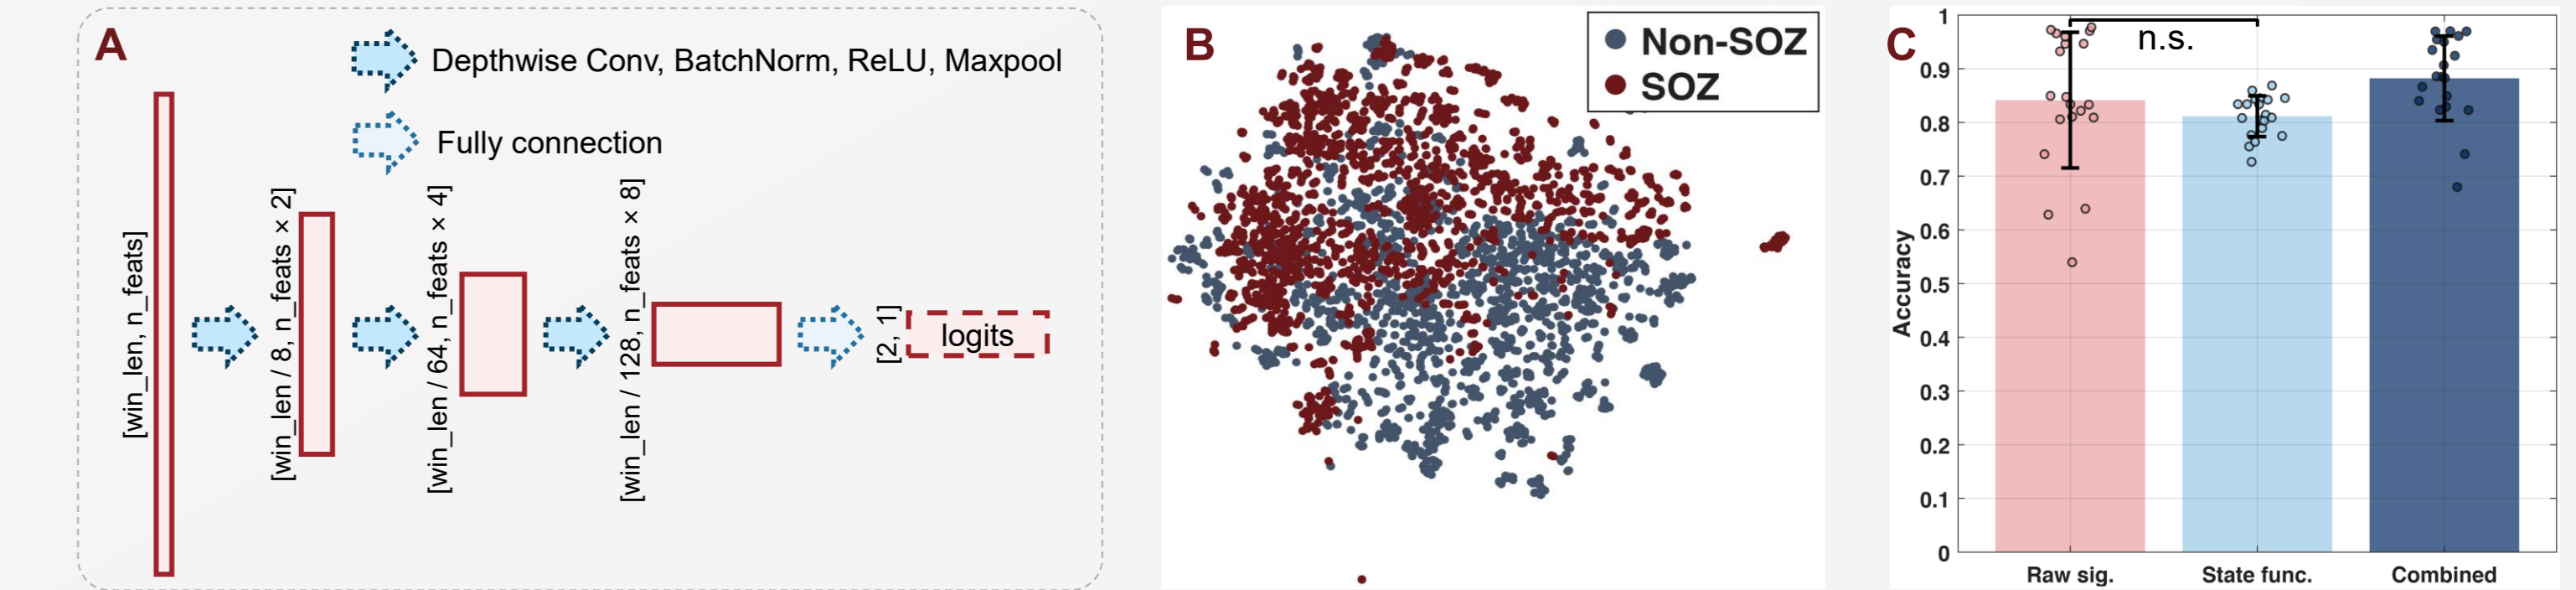 A
Depthwise Conv, BatchNorm, ReLU, Maxpool
Fully connection
[win_len, n_feats]
[win_len / 8, n_feats × 2]
[win_len / 64, n_feats × 4]
[win_len / 128, n_feats × 8]
[2, 1]
logits
B
Non-SOZ
SOZ
C
n.s.
Accuracy
1
0.9
0.8
0.7
0.6
0.5
0.4
0.3
0.2
0.1
0
Raw sig.
State func.
Combined